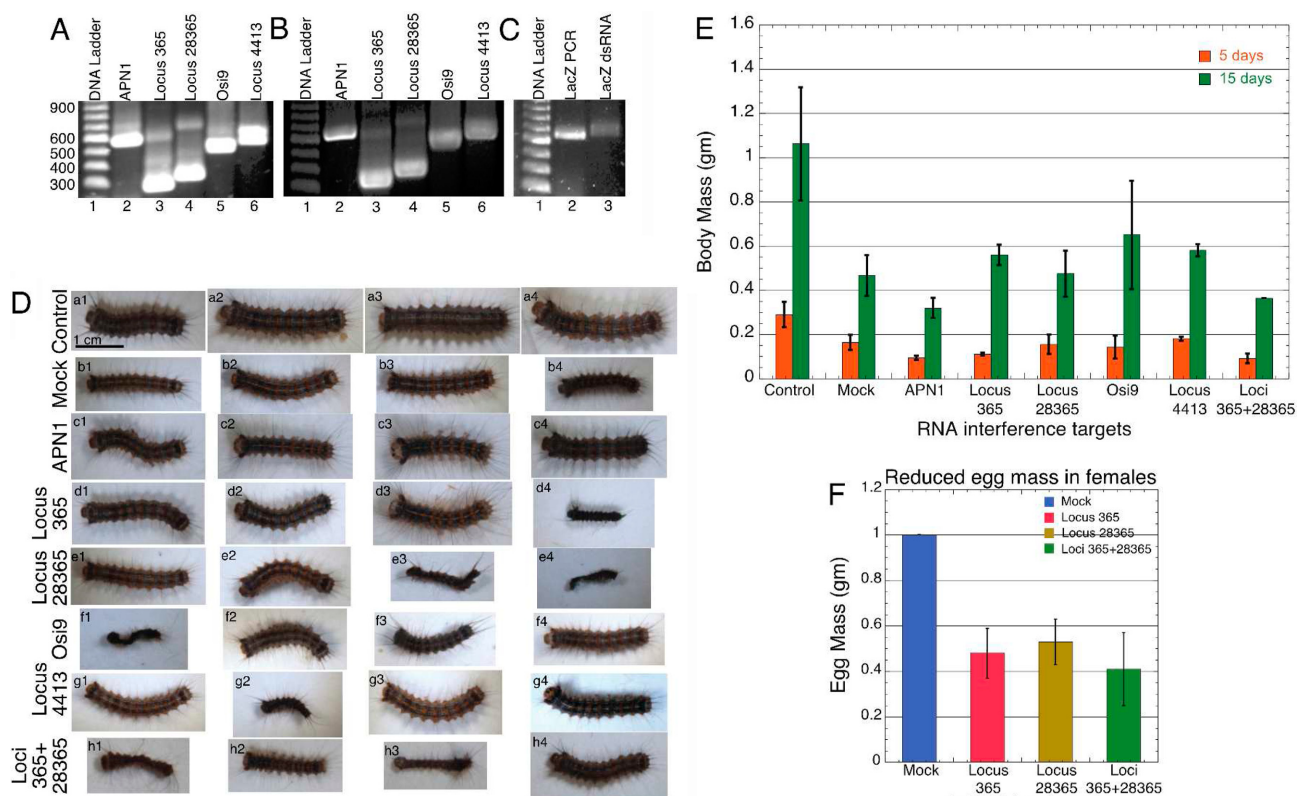 A
DNA Ladder
APN1
Locus 365
Locus 28365
Osi9
Locus 4413
900
600
500
400
300
1 2 3 4 5 6
B
DNA Ladder
APN1
Locus 365
Locus 28365
Osi9
Locus 4413
1 2 3 4 5 6
C
DNA Ladder
LacZ PCR
LacZ dsRNA
1 2 3
D
Control
a1 a2 a3 a4
1 cm
Mock
b1 b2 b3 b4
APN1
c1 c2 c3 c4
Locus
365
d1 d2 d3 d4
Locus
28365
e1 e2 e3 e4
Osi9
f1 f2 f3 f4
Locus
4413
g1 g2 g3 g4
Loci
365+
28365
h1 h2 h3 h4
E
1.6
1.4
1.2
1
0.8
0.6
0.4
0.2
0
Body Mass (gm)
5 days
15 days
Control Mock APN1 Locus Locus Osi9 Locus Loci
365 28365 4413 365+28365
RNA interference targets
F
Reduced egg mass in females
1.2
1
0.8
0.6
0.4
0.2
0
Egg Mass (gm)
Mock
Locus 365
Locus 28365
Loci 365+28365
Mock Locus Locus Loci
365 28365 365+28365